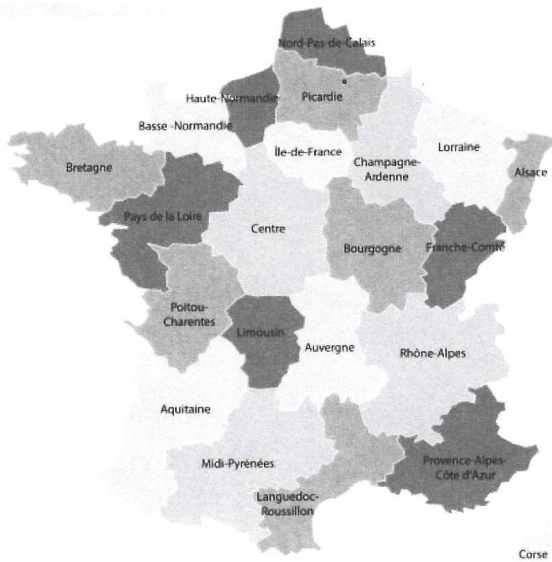 Nord-Pas-de-Calais
Haute-Normandie
Picardie
Basse -Normandie
Île-de-France
Lorraine
Champagne-
Ardenne
Alsace
Bretagne
Pays de la Loire
Centre
Bourgogne
Franche-Comté
Poitou-
Charentes
Limousin
Auvergne
Rhône-Alpes
Aquitaine
Midi-Pyrénées
Provence-Alpes-
Côte d'Azur
Languedoc-
Roussillon
Corse